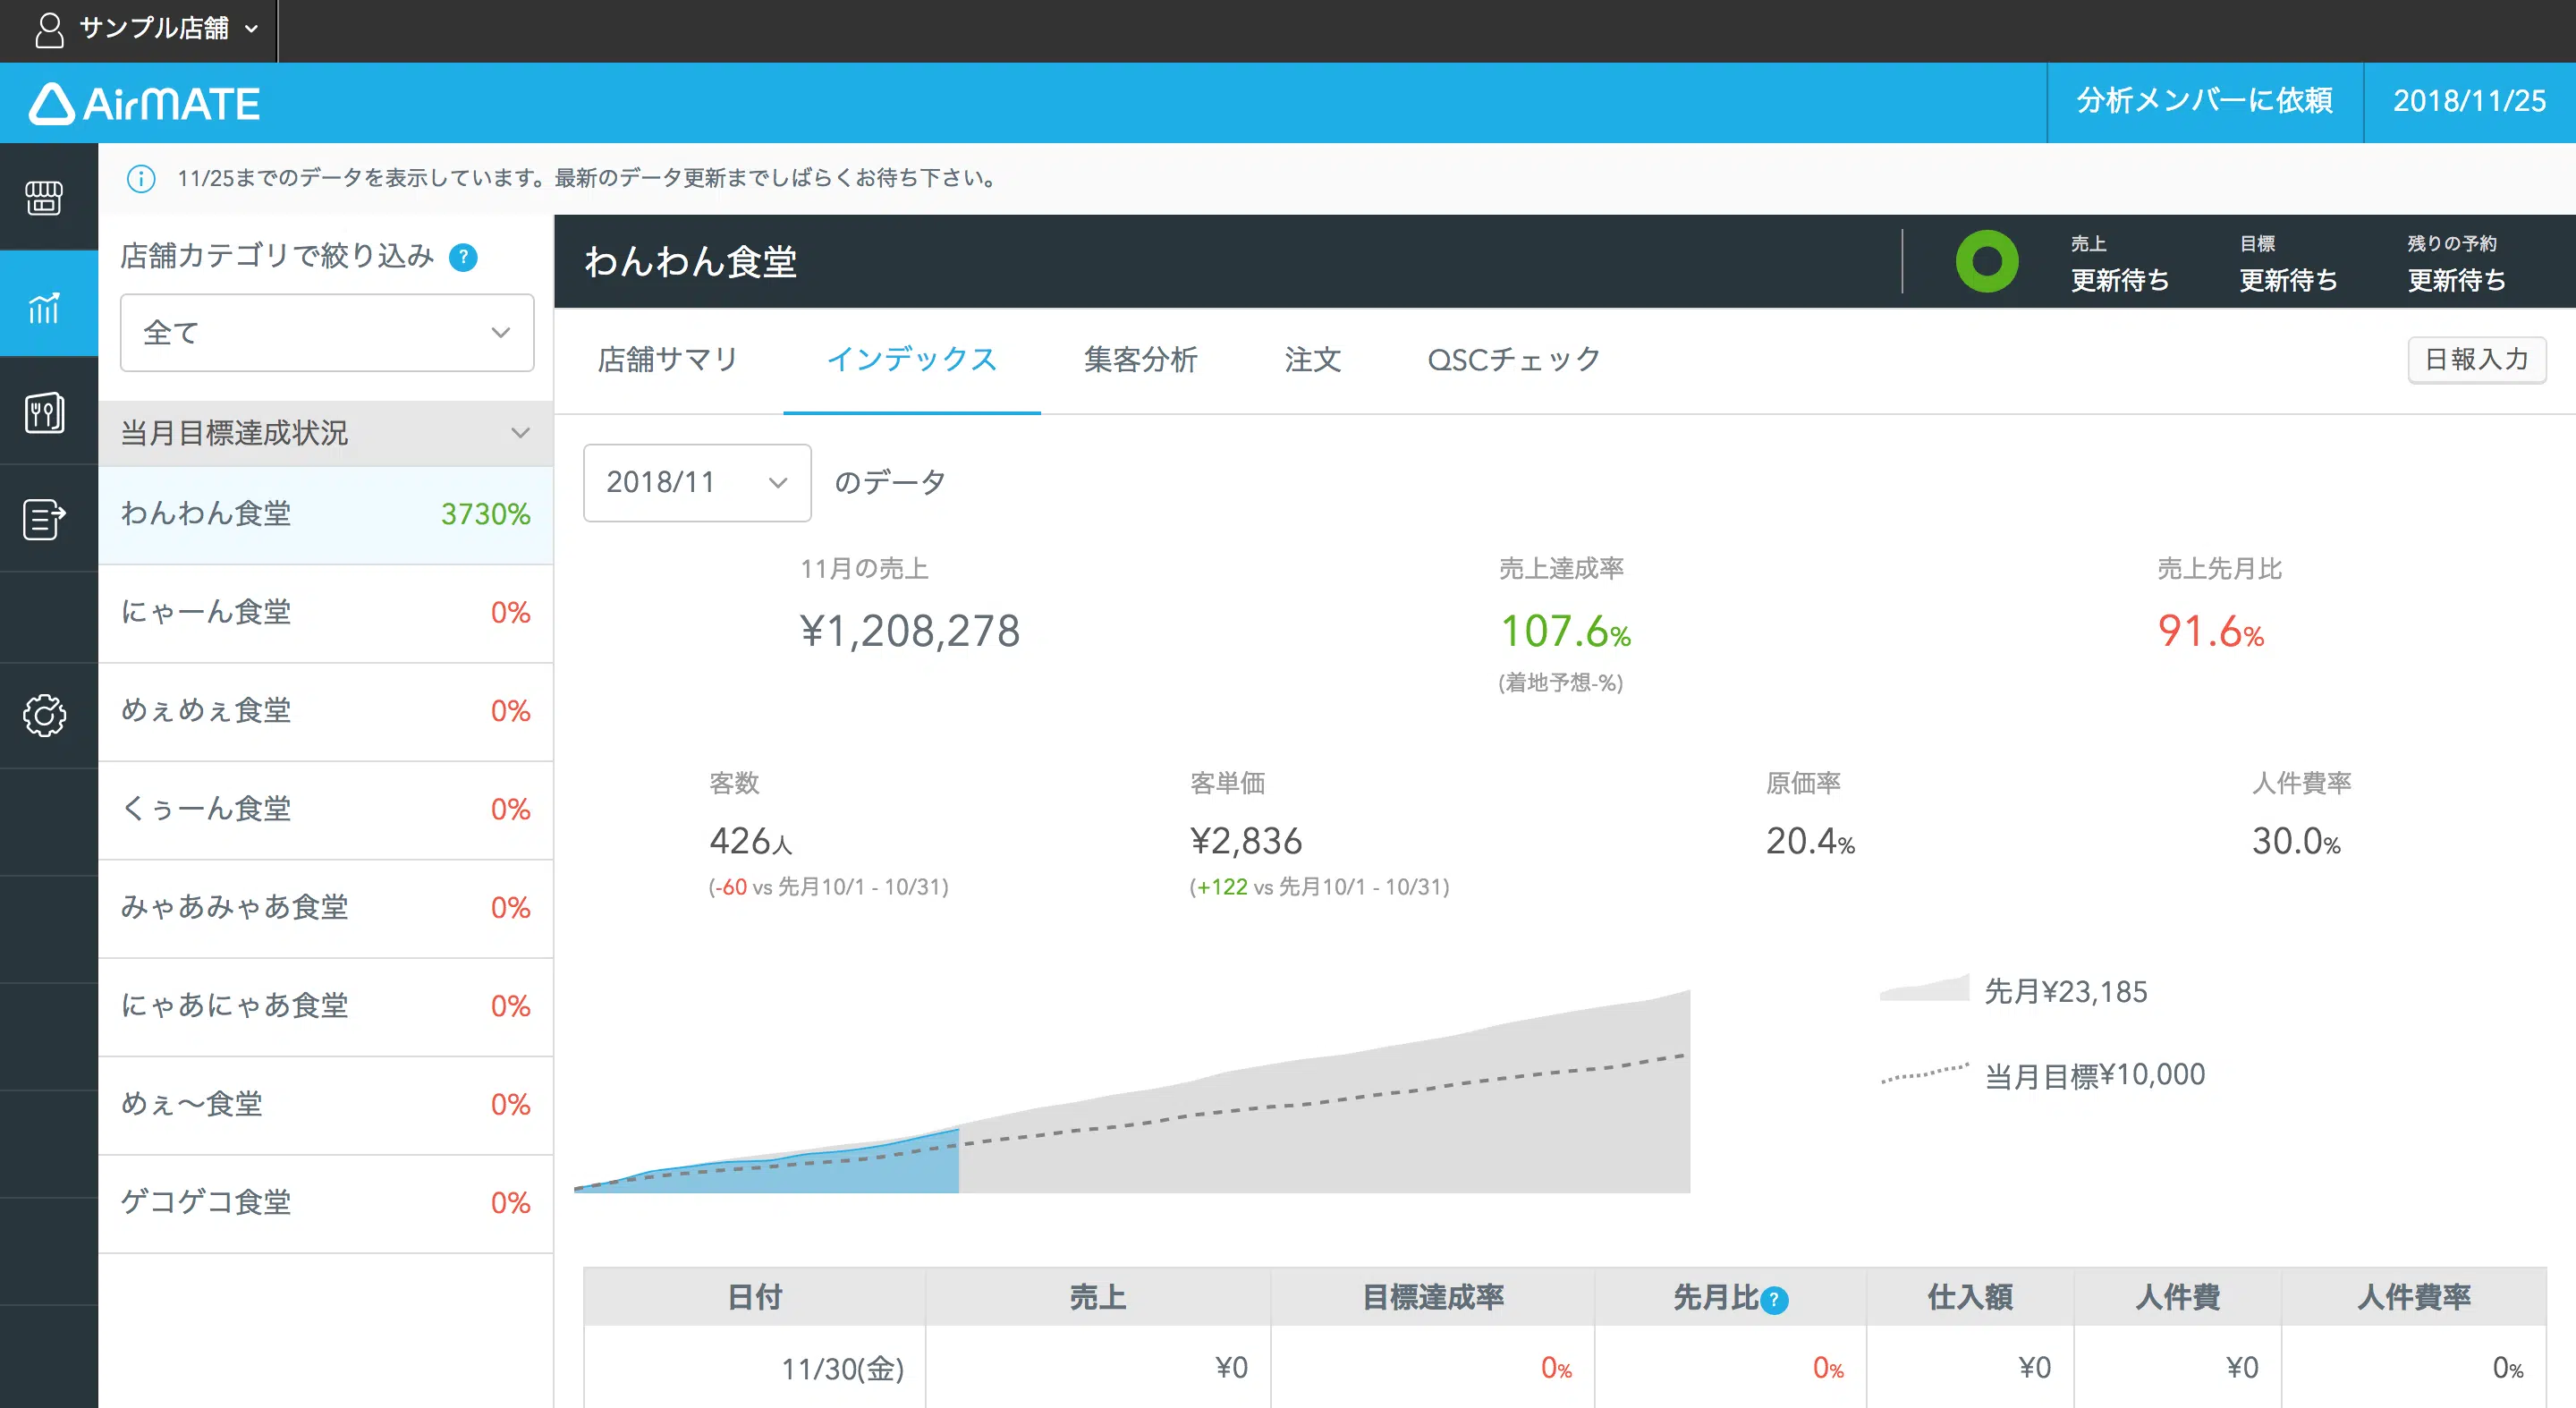 サンプル店舗
AirMATE
分析メンバーに依頼
2018/11/25
11/25までのデータを表示しています。最新のデータ更新までしばらくお待ち下さい。
店舗カテゴリで絞り込み ?
全て
当月目標達成状況
わんわん食堂 3730%
にゃーん食堂 0%
めぇめぇ食堂 0%
くぅーん食堂 0%
みゃあみゃあ食堂 0%
にゃあにゃあ食堂 0%
めぇ〜食堂 0%
ゲコゲコ食堂 0%
わんわん食堂
売上 目標 残りの予約
更新待ち 更新待ち 更新待ち
店舗サマリ インデックス 集客分析 注文 QSCチェック 日報入力
2018/11 のデータ
11月の売上 売上達成率 売上先月比
¥1,208,278 107.6% 91.6%
(着地予想-%)
客数 客単価 原価率 人件費率
426人 ¥2,836 20.4% 30.0%
(-60 vs 先月10/1 - 10/31) (+122 vs 先月10/1 - 10/31)
先月¥23,185
当月目標¥10,000
日付 売上 目標達成率 先月比? 仕入額 人件費 人件費率
11/30(金) ¥0 0% 0% ¥0 ¥0 0%